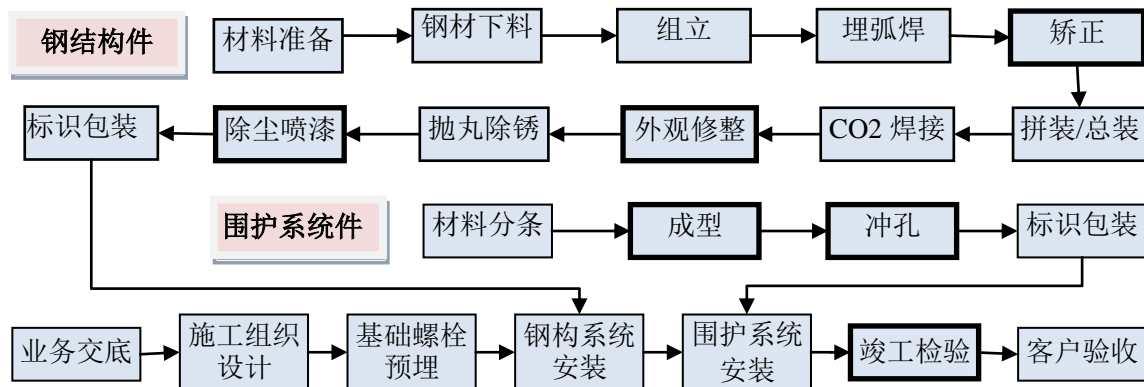 钢结构件
材料准备
钢材下料
组立
埋弧焊
矫正
标识包装
除尘喷漆
抛丸除锈
外观修整
CO2 焊接
拼装/总装
围护系统件
材料分条
成型
冲孔
标识包装
业务交底
施工组织
设计
基础螺栓
预埋
钢构系统
安装
围护系统
安装
竣工检验
客户验收